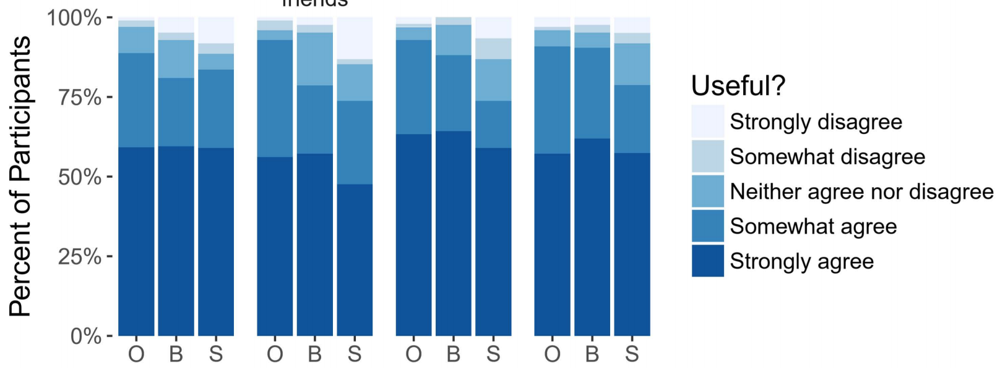 friends
Percent of Participants
100%
75%
50%
25%
0%
O B S O B S O B S O B S
Useful?
Strongly disagree
Somewhat disagree
Neither agree nor disagree
Somewhat agree
Strongly agree